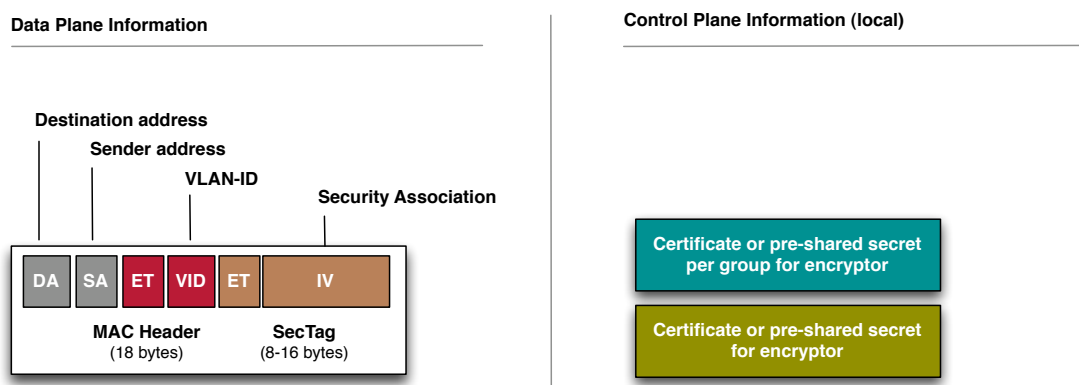 Data Plane Information
Control Plane Information (local)
Destination address
Sender address
VLAN-ID
Security Association
DA SA ET VID ET IV
MAC Header
(18 bytes)
SecTag
(8-16 bytes)
Certificate or pre-shared secret
per group for encryptor
Certificate or pre-shared secret
for encryptor